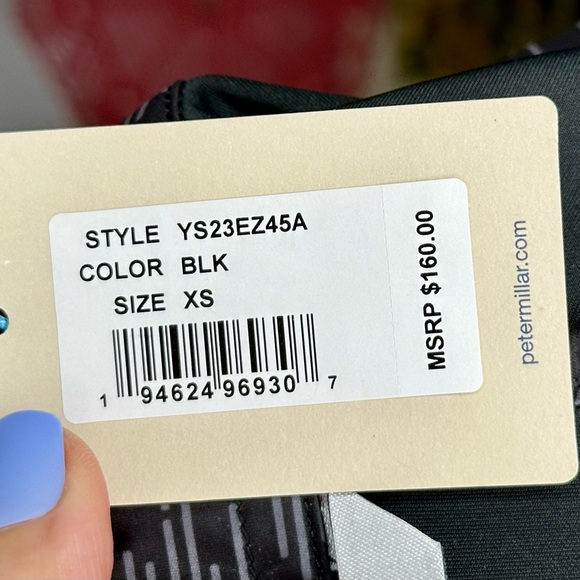 STYLE YS23EZ45A
COLOR BLK
SIZE XS
1 94624 96930 7
MSRP $160.00
petermillar.com